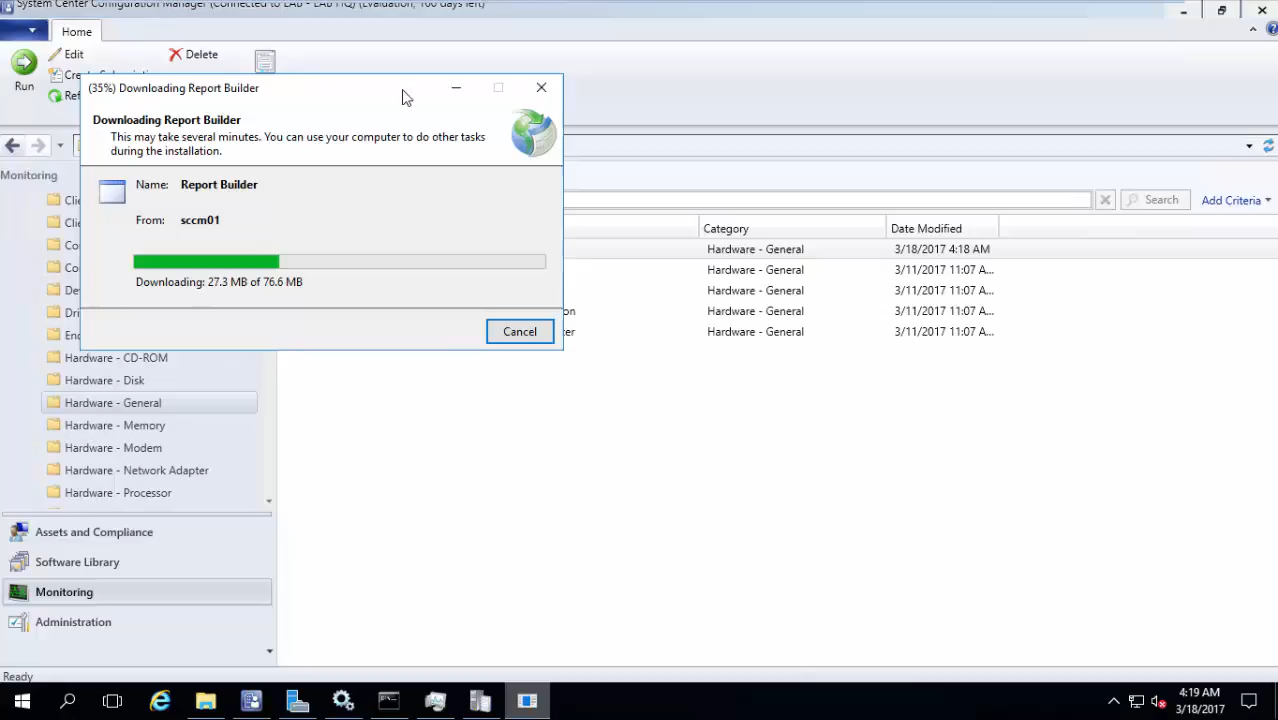 System Center Configuration Manager (Connected to LAB - LAB HQ) (Evaluation, 166 days left)
Home
Edit
Delete
Run
(35%) Downloading Report Builder
Downloading Report Builder
This may take several minutes. You can use your computer to do other tasks
during the installation.
Monitoring
Name: Report Builder
From: sccm01
Downloading: 27.3 MB of 76.6 MB
Cancel
Search
Add Criteria
Category
Date Modified
Hardware - General
3/18/2017 4:18 AM
Hardware - General
3/11/2017 11:07 A...
Hardware - General
3/11/2017 11:07 A...
on
Hardware - General
3/11/2017 11:07 A...
ter
Hardware - General
3/11/2017 11:07 A...
Hardware - CD-ROM
Hardware - Disk
Hardware - General
Hardware - Memory
Hardware - Modem
Hardware - Network Adapter
Hardware - Processor
Assets and Compliance
Software Library
Monitoring
Administration
Ready
4:19 AM
3/18/2017